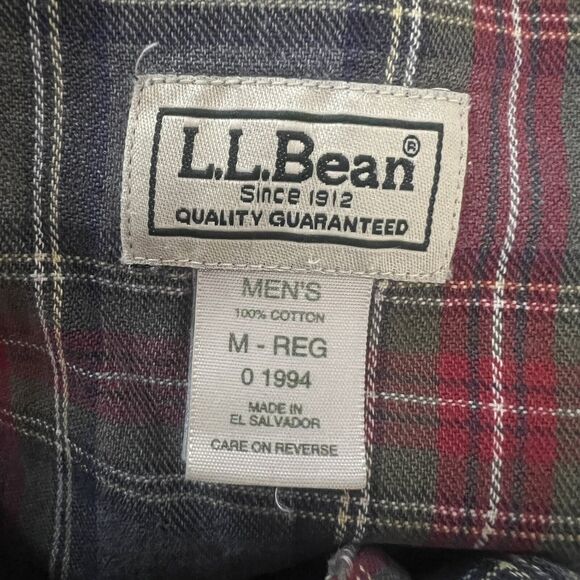 L.L.Bean®
Since 1912
QUALITY GUARANTEED
MEN'S
100% COTTON
M - REG
0 1994
MADE IN
EL SALVADOR
CARE ON REVERSE